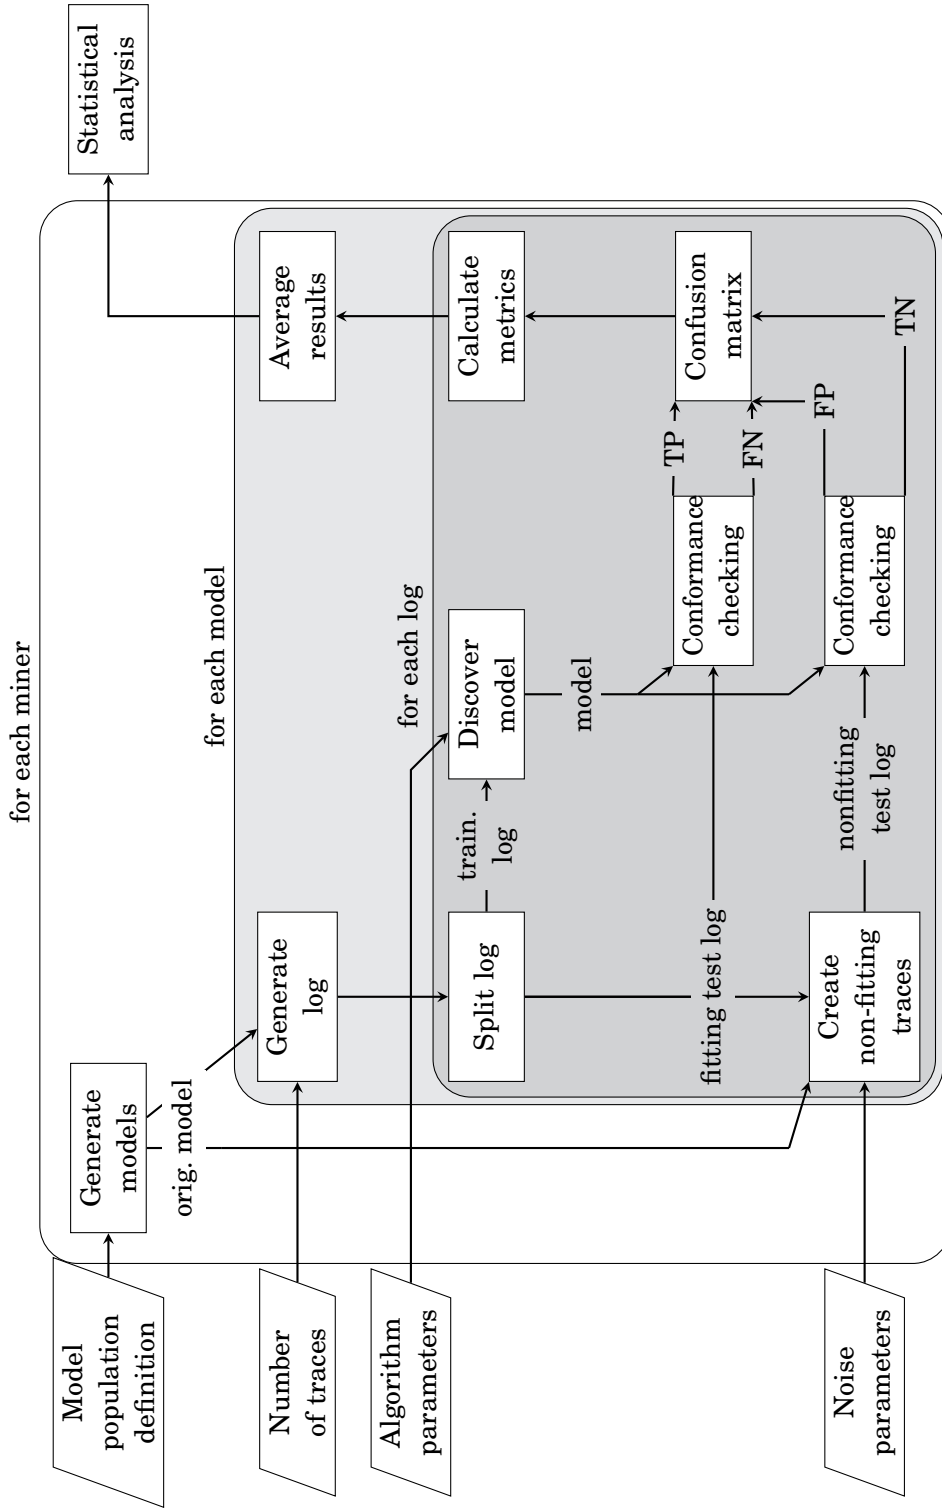 for each miner
Model
population
definition
Generate
models
Statistical
analysis
orig. model
for each model
Number
of traces
Generate
log
Average
results
Algorithm
parameters
for each log
Split log
train.
log
Discover
model
Calculate
metrics
model
fitting test log
Conformance
checking
TP
FN
Confusion
matrix
Noise
parameters
Create
non-fitting
traces
nonfitting
test log
Conformance
checking
FP
TN